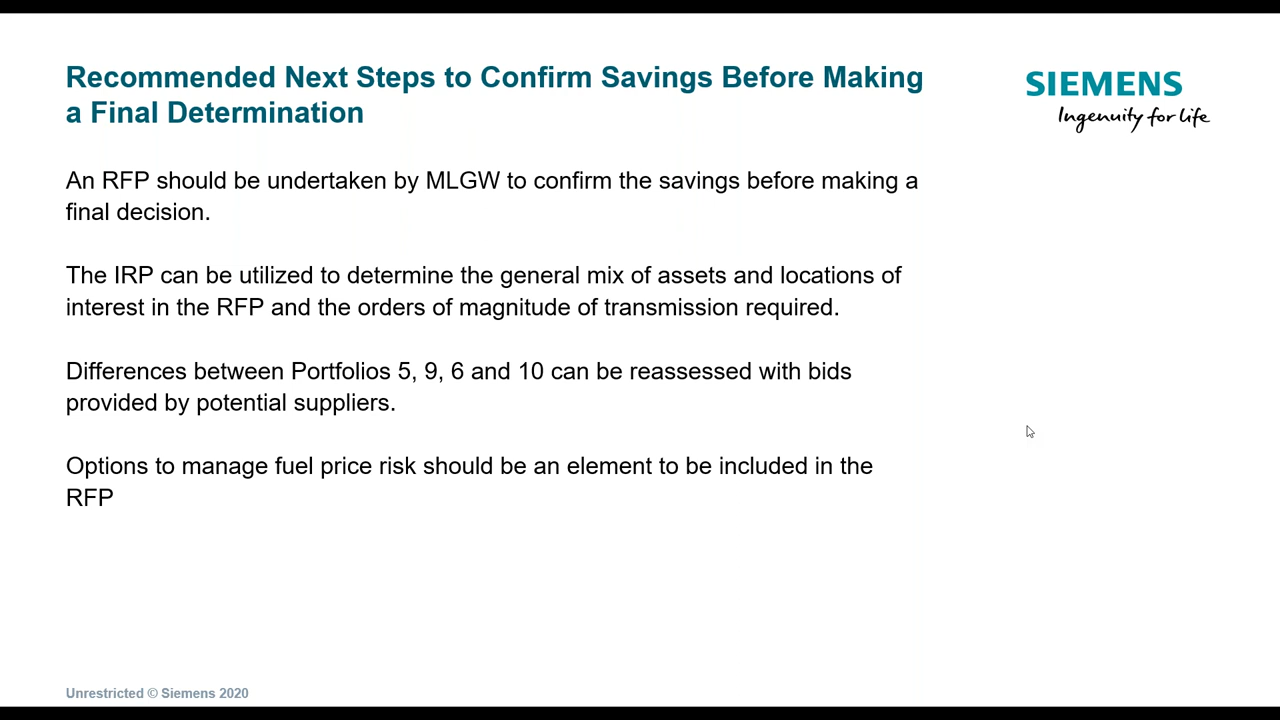 Recommended Next Steps to Confirm Savings Before Making
a Final Determination
SIEMENS
Ingenuity for life
An RFP should be undertaken by MLGW to confirm the savings before making a
final decision.
The IRP can be utilized to determine the general mix of assets and locations of
interest in the RFP and the orders of magnitude of transmission required.
Differences between Portfolios 5, 9, 6 and 10 can be reassessed with bids
provided by potential suppliers.
Options to manage fuel price risk should be an element to be included in the
RFP
Unrestricted © Siemens 2020